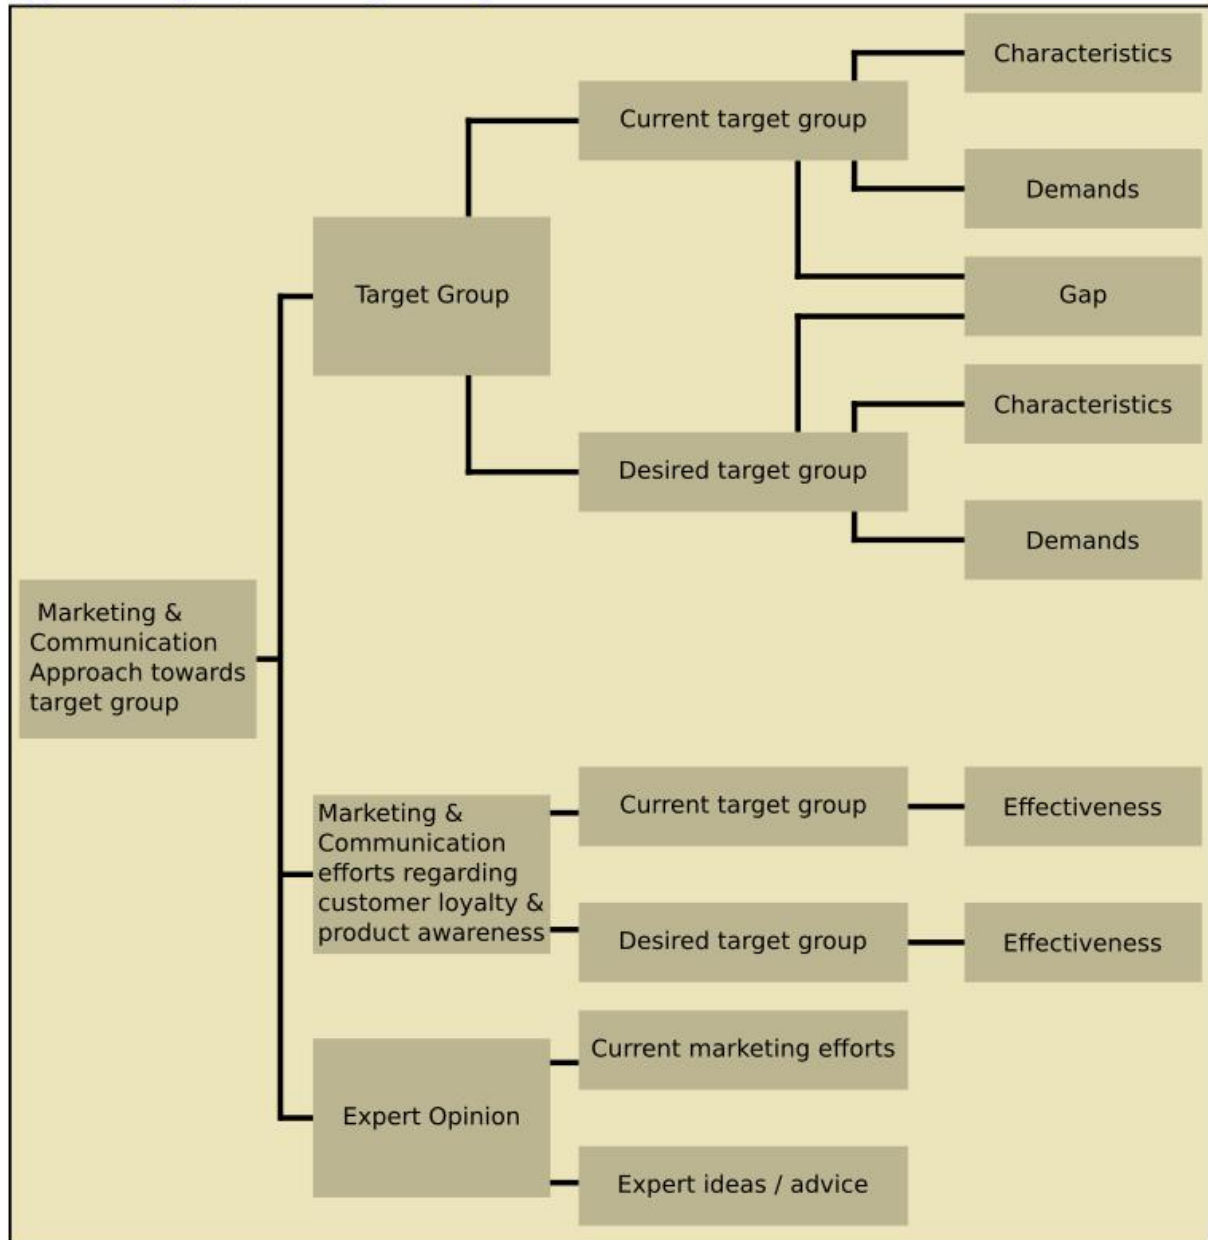 Characteristics
Current target group
Demands
Target Group
Gap
Characteristics
Desired target group
Demands
Marketing &
Communication
Approach towards
target group
Marketing &
Communication
efforts regarding
customer loyalty &
product awareness
Current target group
Effectiveness
Desired target group
Effectiveness
Current marketing efforts
Expert Opinion
Expert ideas / advice